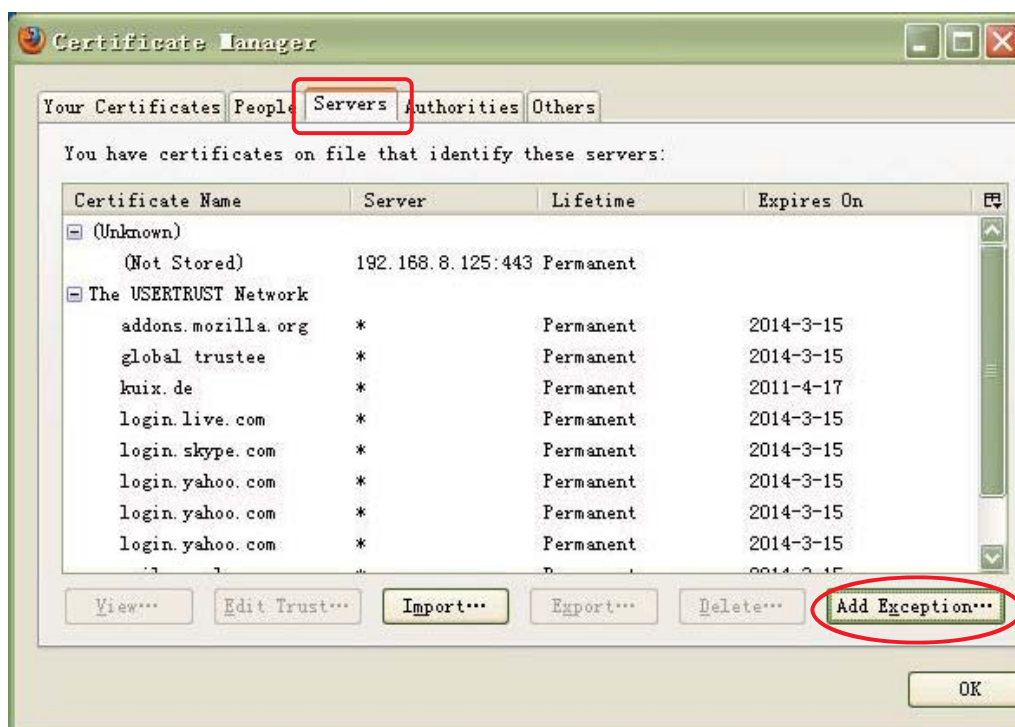 Certificate Manager
Your Certificates People Servers Authorities Others
You have certificates on file that identify these servers:
Certificate Name Server Lifetime Expires On
(Unknown)
(Not Stored) 192.168.8.125:443 Permanent
The USERTRUST Network
addons.mozilla.org * Permanent 2014-3-15
global trustee * Permanent 2014-3-15
kuix.de * Permanent 2011-4-17
login.live.com * Permanent 2014-3-15
login.skype.com * Permanent 2014-3-15
login.yahoo.com * Permanent 2014-3-15
login.yahoo.com * Permanent 2014-3-15
login.yahoo.com * Permanent 2014-3-15
View... Edit Trust... Import... Export... Delete... Add Exception...
OK